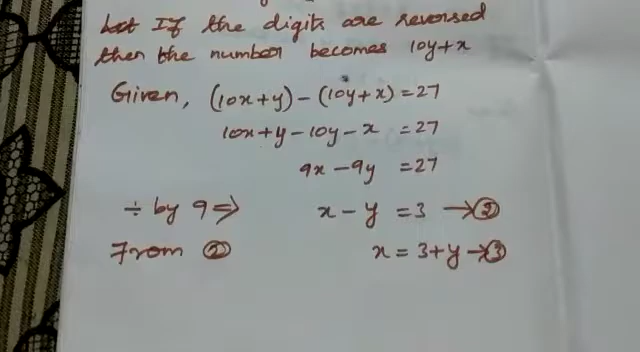 If the digits are reversed
then the number becomes 10y+x
Given, (10x+y)-(10y+x)=27
10x+y-10y-x =27
9x-9y =27
÷ by 9⇒ x-y =3 →②
From ② x=3+y→③